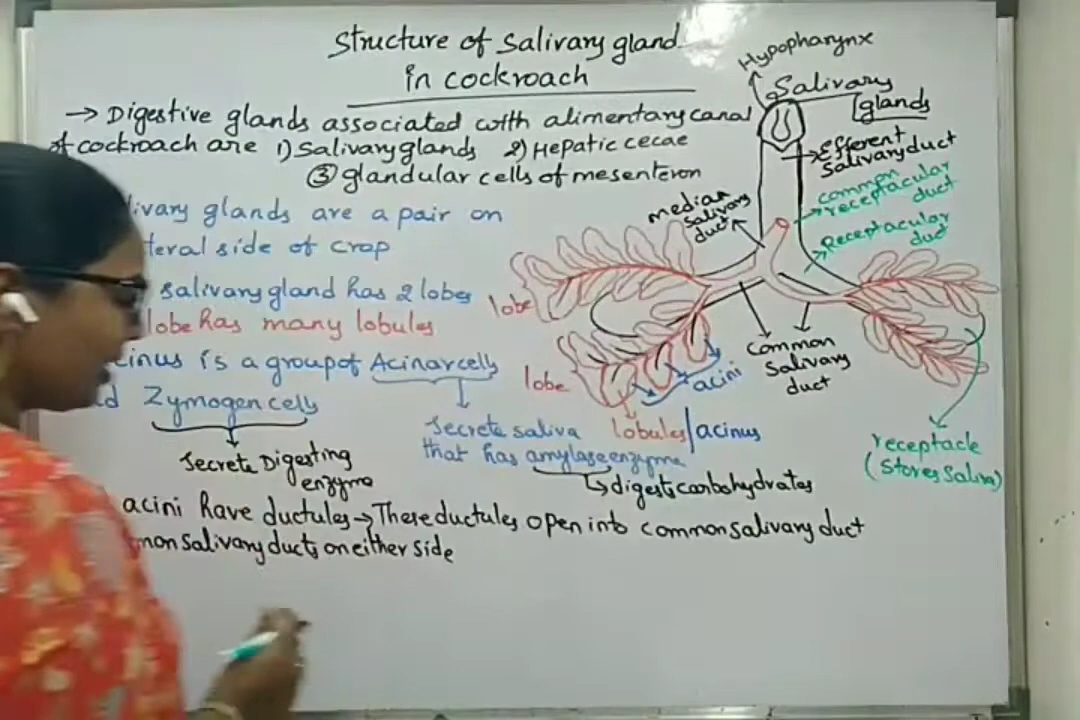 Structure of Salivary gland
in cockroach
→ Digestive glands associated with alimentary canal
of cockroach are 1) Salivary glands 2) Hepatic cecae
③ glandular cells of mesenteron
livary glands are a pair on
teral side of crop
salivary gland has 2 lobes
lobe has many lobules
cinus is a group of Acinar cells
d Zymogen cells
Secrete Digesting
enzyme
Secrete saliva
that has amylase enzyme
↳ digests carbohydrates
acini have ductules → These ductules open into common salivary duct
mon salivary ducts on either side
Hypopharynx
Salivary
glands
Efferent
Salivary duct
common
receptacular
duct
Receptacular
duct
median
Salivary
duct
lobe
lobe
acini
lobules/acinus
Common
Salivary
duct
receptacle
(Stores Saliva)